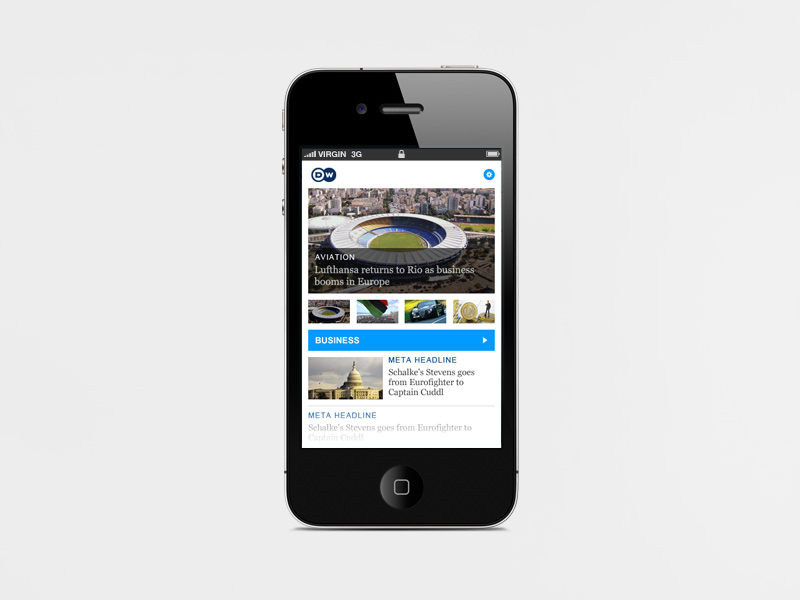 VIRGIN 3G
DW
AVIATION
Lufthansa returns to Rio as business
booms in Europe
BUSINESS
META HEADLINE
Schalke's Stevens goes
from Eurofighter to
Captain Cuddl
META HEADLINE
Schalke's Stevens goes from Eurofighter to
Captain Cuddl